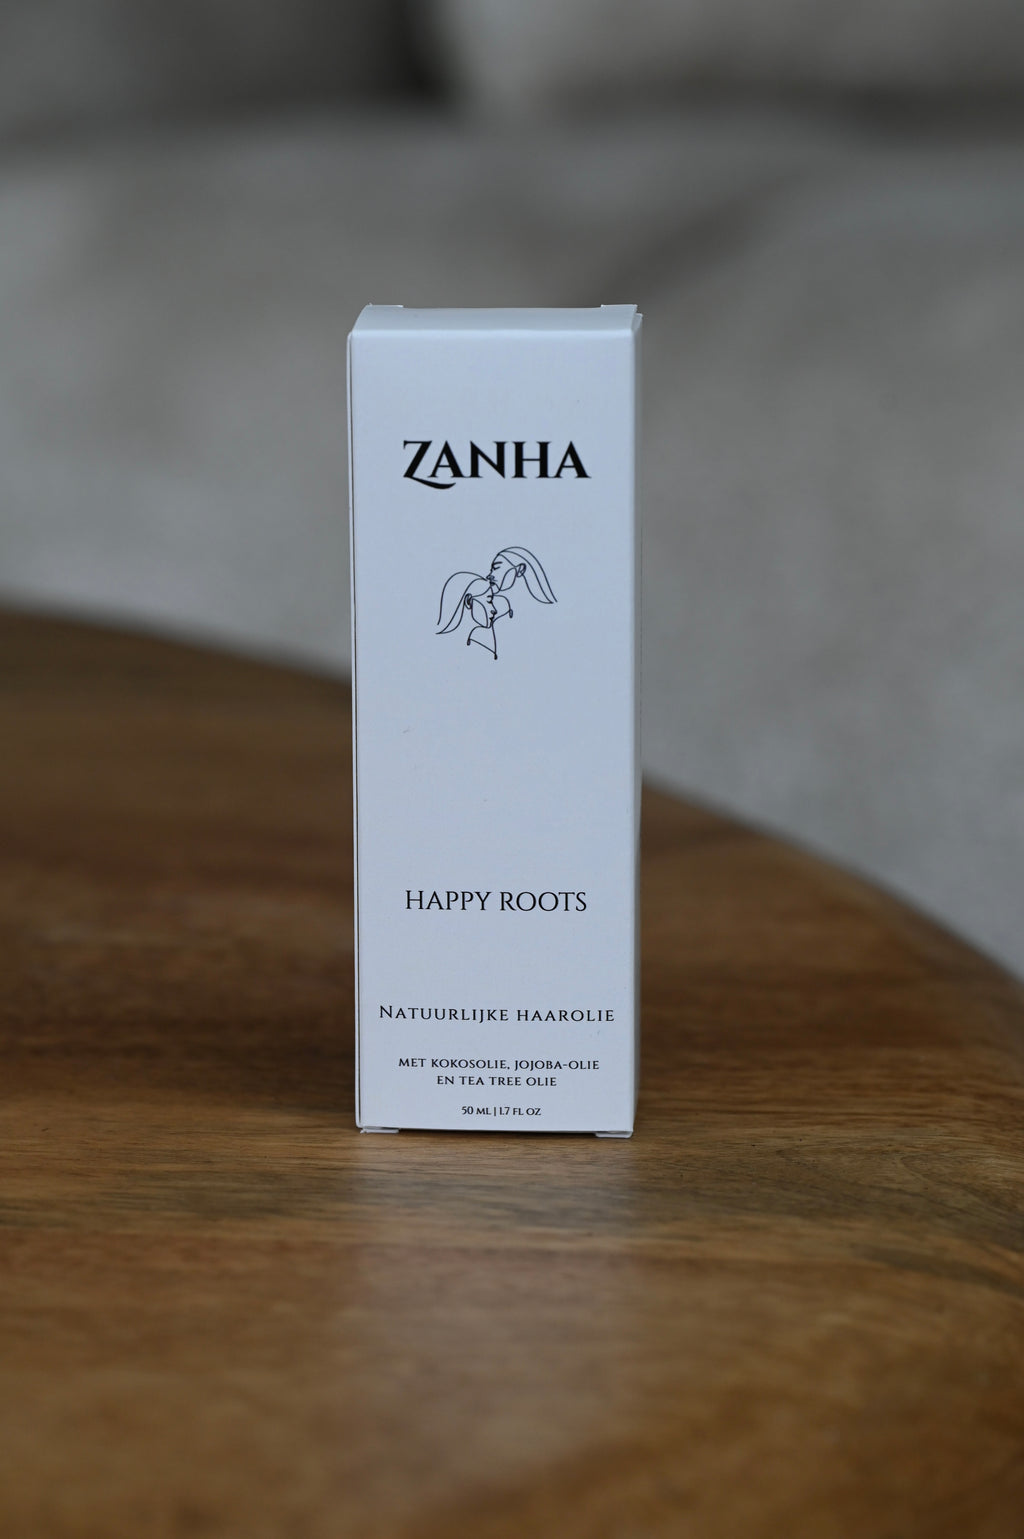 ZANHA
HAPPY ROOTS
NATUURLIJKE HAAROLIE
MET KOKOSOLIE, JOJOBA-OLIE
EN TEA TREE OLIE
50 ML | 1.7 FL OZ